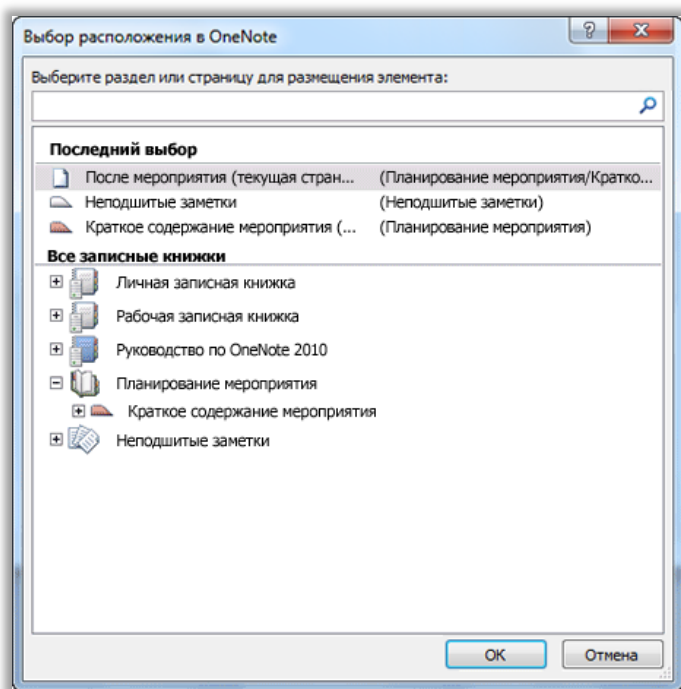 Выбор расположения в OneNote
Выберите раздел или страницу для размещения элемента:
Последний выбор
После мероприятия (текущая стран... (Планирование мероприятия/Кратко...
Неподшитые заметки (Неподшитые заметки)
Краткое содержание мероприятия (... (Планирование мероприятия)
Все записные книжки
Личная записная книжка
Рабочая записная книжка
Руководство по OneNote 2010
Планирование мероприятия
Краткое содержание мероприятия
Неподшитые заметки
ОК Отмена